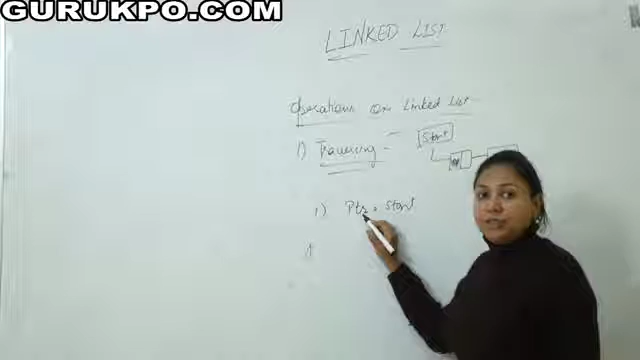 GURUKPO.COM
LINKED LIST
Operations on Linked List
1) Traversing -
Start
1) Ptr = Start